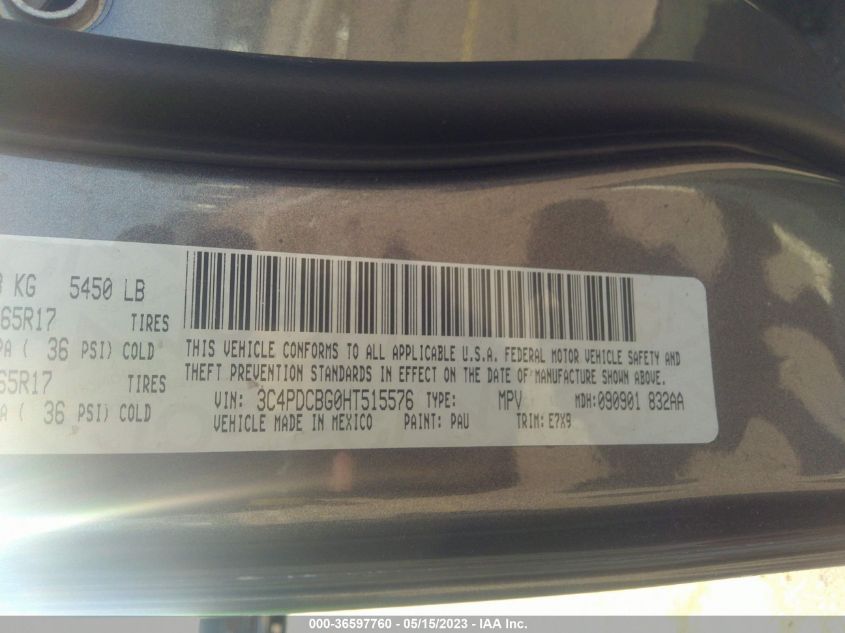 8 KG 5450 LB
65R17 TIRES
PA ( 36 PSI) COLD
65R17 TIRES
A ( 36 PSI) COLD
THIS VEHICLE CONFORMS TO ALL APPLICABLE U.S.A. FEDERAL MOTOR VEHICLE SAFETY AND
THEFT PREVENTION STANDARDS IN EFFECT ON THE DATE OF MANUFACTURE SHOWN ABOVE.
VIN: 3C4PDCBG0HT515576 TYPE: MPV MDH:090901 832AA
VEHICLE MADE IN MEXICO PAINT: PAU TRIM: E7X9
000-36597760 - 05/15/2023 - IAA Inc.